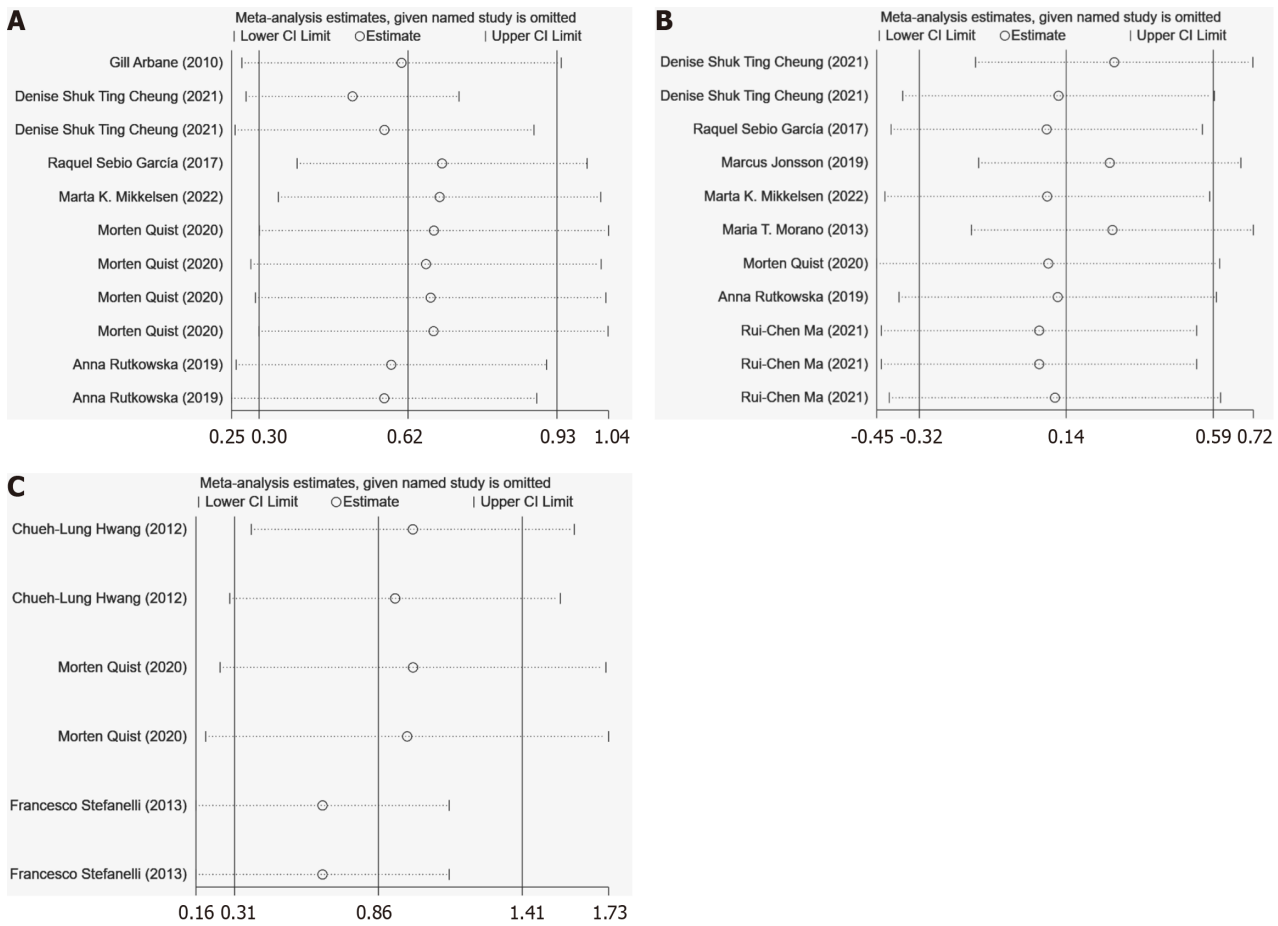 A
Meta-analysis estimates, given named study is omitted
| Lower CI Limit ○Estimate | Upper CI Limit
Gill Arbane (2010)
Denise Shuk Ting Cheung (2021)
Denise Shuk Ting Cheung (2021)
Raquel Sebio García (2017)
Marta K. Mikkelsen (2022)
Morten Quist (2020)
Morten Quist (2020)
Morten Quist (2020)
Morten Quist (2020)
Anna Rutkowska (2019)
Anna Rutkowska (2019)
0.25 0.30 0.62 0.93 1.04
B
Meta-analysis estimates, given named study is omitted
| Lower CI Limit ○Estimate | Upper CI Limit
Denise Shuk Ting Cheung (2021)
Denise Shuk Ting Cheung (2021)
Raquel Sebio García (2017)
Marcus Jonsson (2019)
Marta K. Mikkelsen (2022)
Maria T. Morano (2013)
Morten Quist (2020)
Anna Rutkowska (2019)
Rui-Chen Ma (2021)
Rui-Chen Ma (2021)
Rui-Chen Ma (2021)
-0.45 -0.32 0.14 0.59 0.72
C
Meta-analysis estimates, given named study is omitted
| Lower CI Limit ○Estimate | Upper CI Limit
Chueh-Lung Hwang (2012)
Chueh-Lung Hwang (2012)
Morten Quist (2020)
Morten Quist (2020)
Francesco Stefanelli (2013)
Francesco Stefanelli (2013)
0.16 0.31 0.86 1.41 1.73